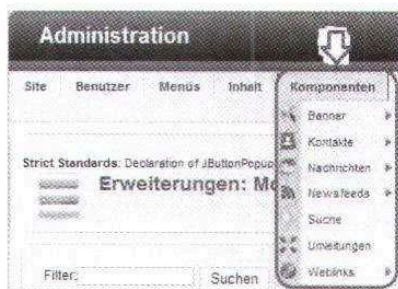 Administration
Site Benutzer Menüs Inhalt Komponenten
Banner
Kontakte
Nachrichten
Strict Standards: Declaration of JButtonPopup
Newsfeeds
Erweiterungen: Mo
Suche
Umleitungen
Weblinks
Filter: Suchen